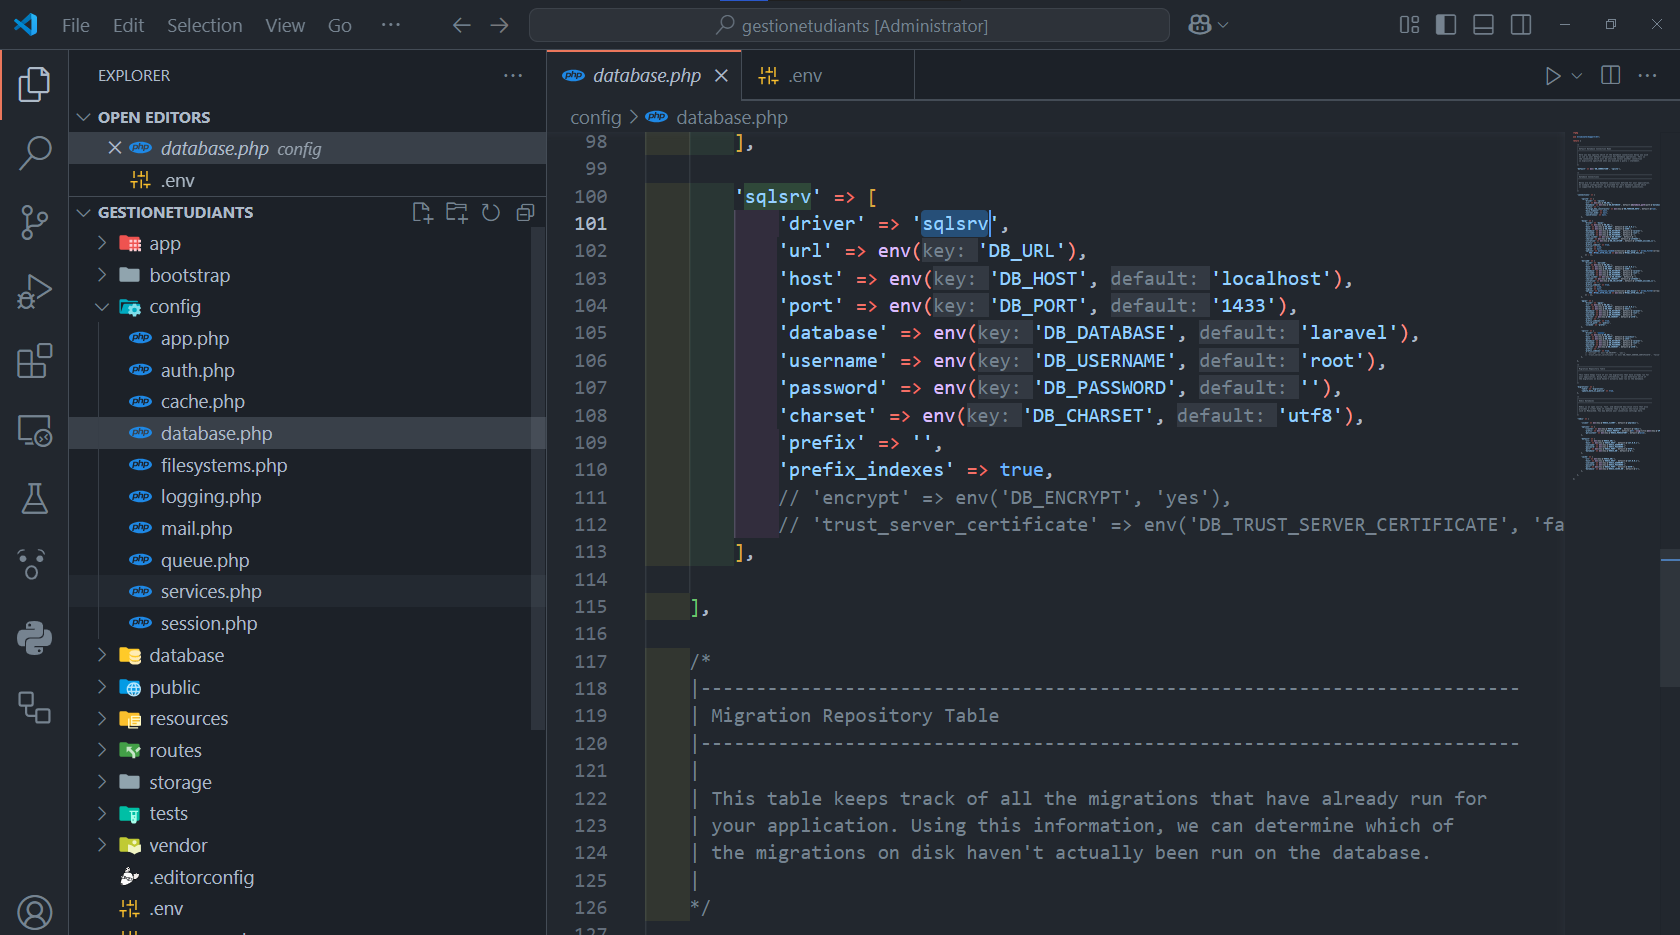 File Edit Selection View Go ···
gestionetudiants [Administrator]
EXPLORER
OPEN EDITORS
database.php config
.env
GESTIONETUDIANTS
app
bootstrap
config
app.php
auth.php
cache.php
database.php
filesystems.php
logging.php
mail.php
queue.php
services.php
session.php
database
public
resources
routes
storage
tests
vendor
.editorconfig
.env
database.php
.env
config > database.php
98 ],
99
100 'sqlsrv' => [
101 'driver' => 'sqlsrv',
102 'url' => env(key: 'DB_URL'),
103 'host' => env(key: 'DB_HOST', default: 'localhost'),
104 'port' => env(key: 'DB_PORT', default: '1433'),
105 'database' => env(key: 'DB_DATABASE', default: 'laravel'),
106 'username' => env(key: 'DB_USERNAME', default: 'root'),
107 'password' => env(key: 'DB_PASSWORD', default: ''),
108 'charset' => env(key: 'DB_CHARSET', default: 'utf8'),
109 'prefix' => '',
110 'prefix_indexes' => true,
111 // 'encrypt' => env('DB_ENCRYPT', 'yes'),
112 // 'trust_server_certificate' => env('DB_TRUST_SERVER_CERTIFICATE', 'fa
113 ],
114
115 ],
116
117 /*
118 |--------------------------------------------------------------------------
119 | Migration Repository Table
120 |--------------------------------------------------------------------------
121 |
122 | This table keeps track of all the migrations that have already run for
123 | your application. Using this information, we can determine which of
124 | the migrations on disk haven't actually been run on the database.
125 |
126 */
127